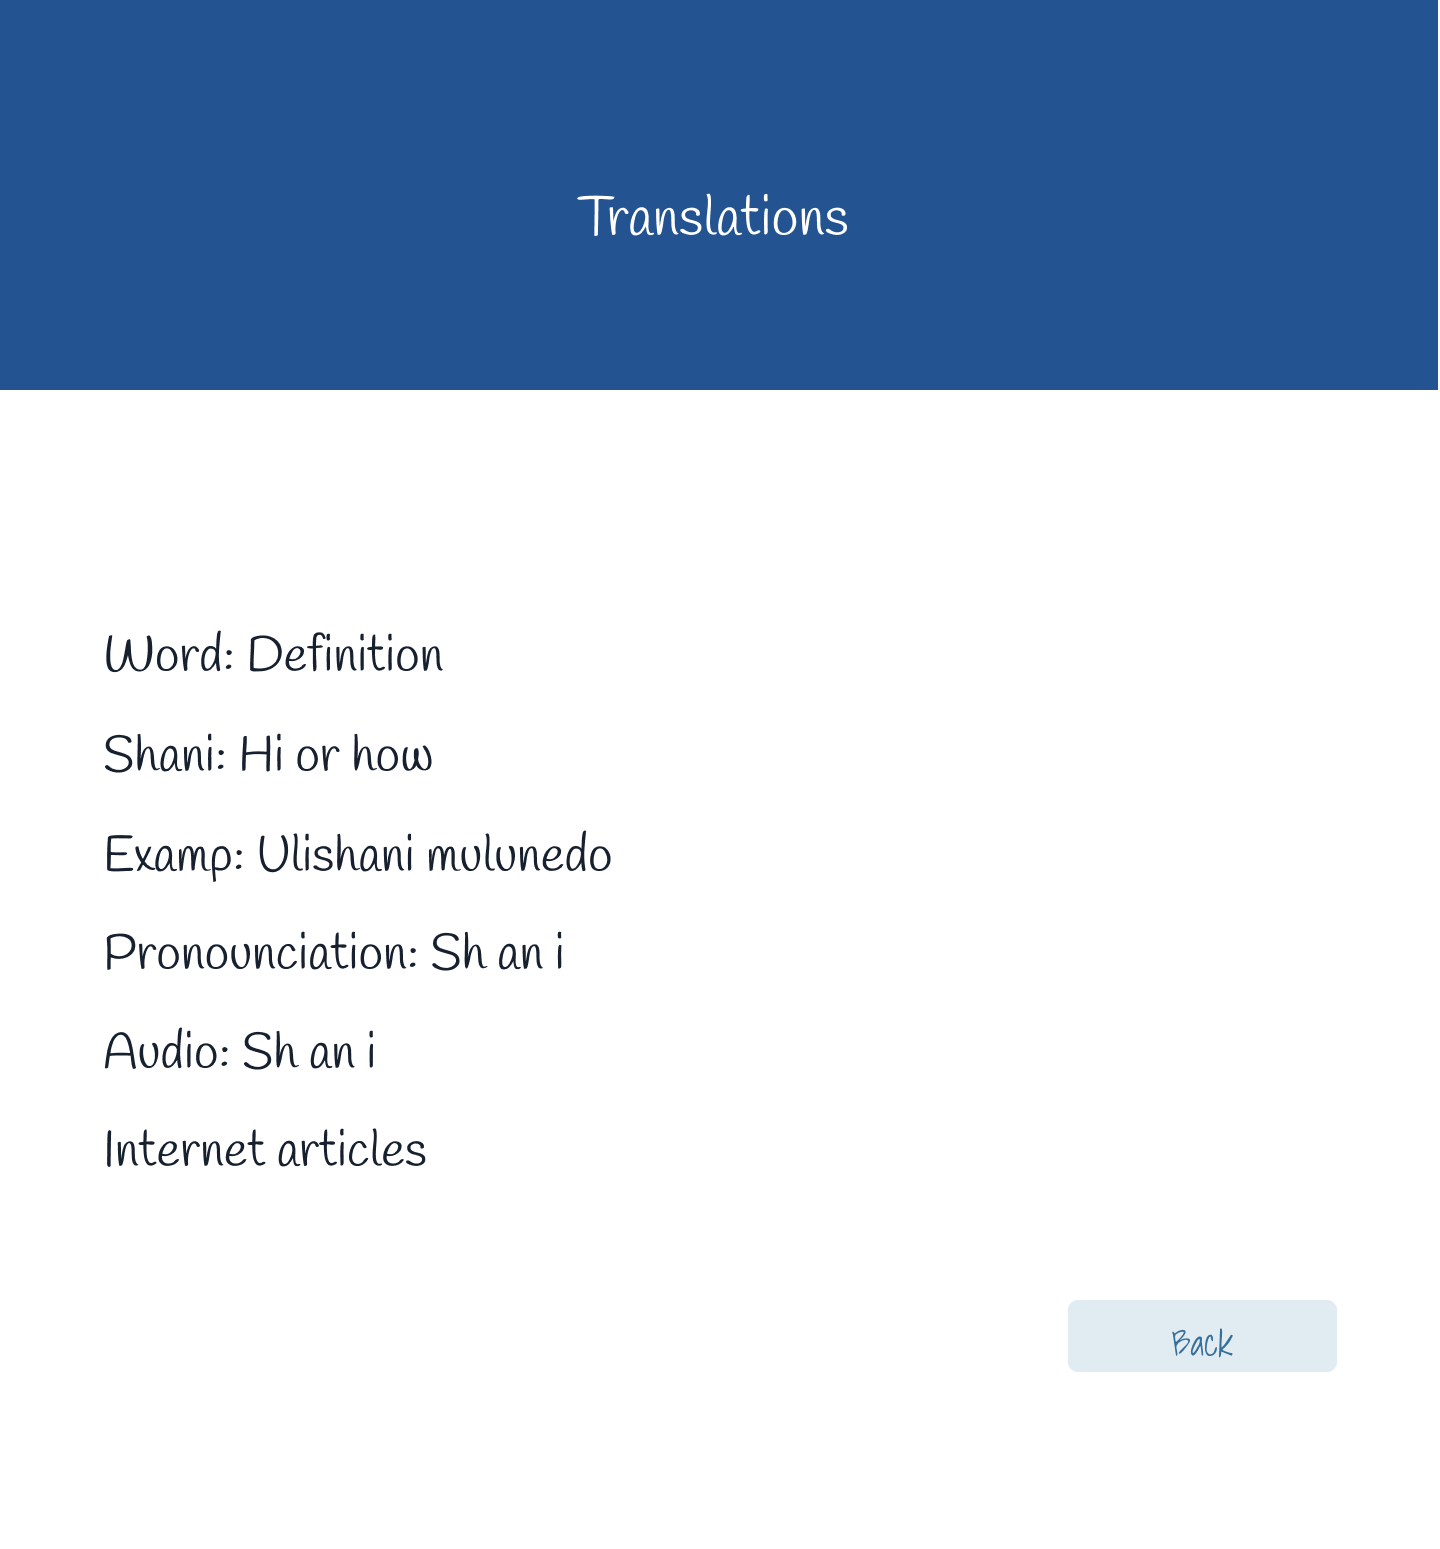 Translations
Word: Definition
Shani: Hi or how
Examp: Ulishani mulunedo
Pronounciation: Sh an i
Audio: Sh an i
Internet articles
Back